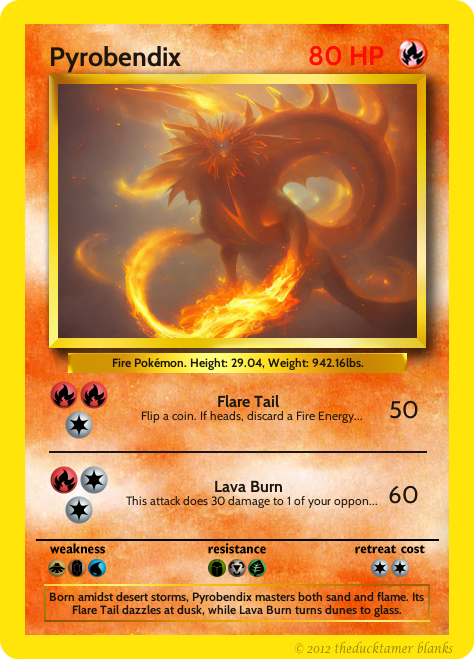 Pyrobendix
80 HP
Fire Pokémon. Height: 29.04, Weight: 942.16lbs.
Flare Tail
Flip a coin. If heads, discard a Fire Energy...
50
Lava Burn
This attack does 30 damage to 1 of your oppon...
60
weakness resistance retreat cost
Born amidst desert storms, Pyrobendix masters both sand and flame. Its
Flare Tail dazzles at dusk, while Lava Burn turns dunes to glass.
© 2012 theducktamer blanks